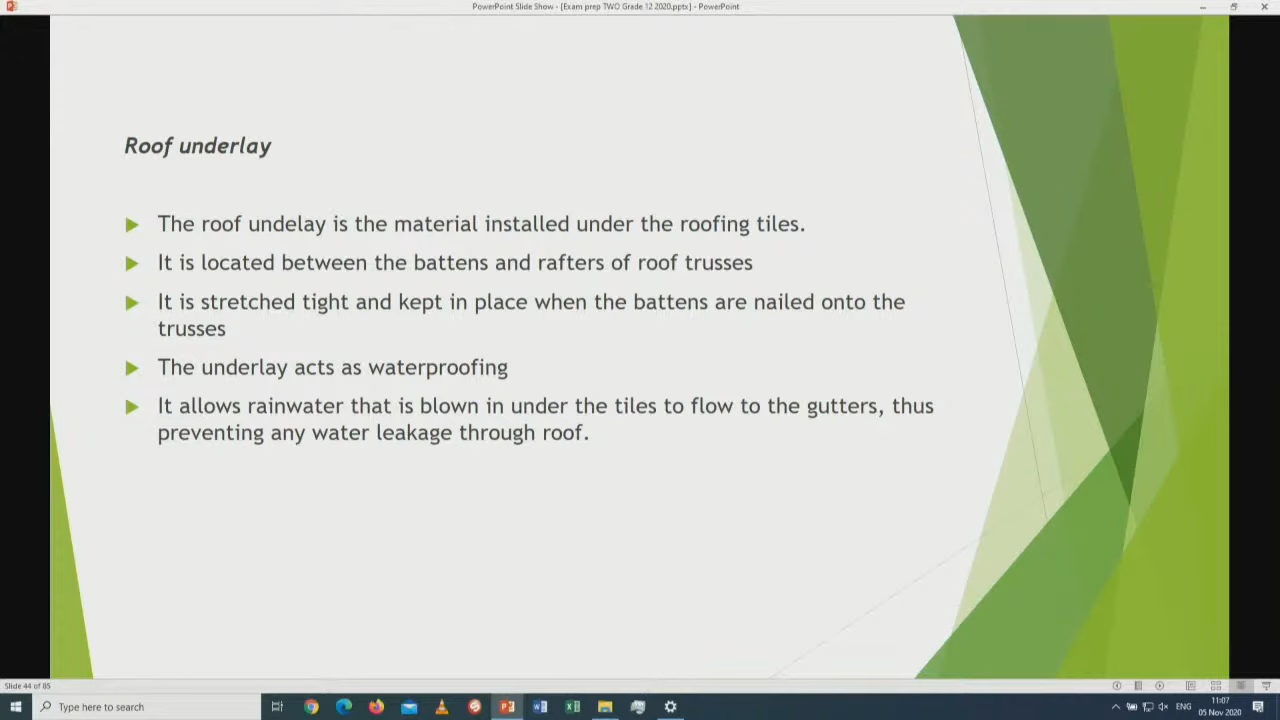 PowerPoint Slide Show - [Exam prep TWO Grade 12 2020.pptx] - PowerPoint
Roof underlay
The roof undelay is the material installed under the roofing tiles.
It is located between the battens and rafters of roof trusses
It is stretched tight and kept in place when the battens are nailed onto the
trusses
The underlay acts as waterproofing
It allows rainwater that is blown in under the tiles to flow to the gutters, thus
preventing any water leakage through roof.
Slide 44 of 85
Type here to search
ENG
11:07
05 Nov 2020